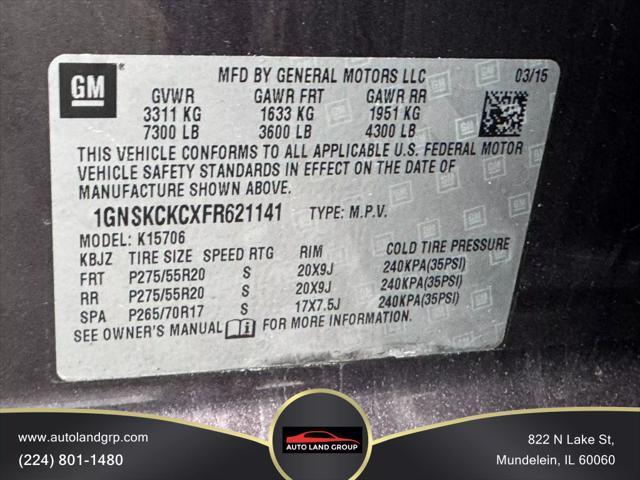 GM
MFD BY GENERAL MOTORS LLC 03/15
GVWR GAWR FRT GAWR RR
3311 KG 1633 KG 1951 KG
7300 LB 3600 LB 4300 LB
THIS VEHICLE CONFORMS TO ALL APPLICABLE U.S. FEDERAL MOTOR
VEHICLE SAFETY STANDARDS IN EFFECT ON THE DATE OF
MANUFACTURE SHOWN ABOVE.
1GNSKCKCXFR621141 TYPE: M.P.V.
MODEL: K15706
KBJZ TIRE SIZE SPEED RTG RIM COLD TIRE PRESSURE
FRT P275/55R20 S 20X9J 240KPA(35PSI)
RR P275/55R20 S 20X9J 240KPA(35PSI)
SPA P265/70R17 S 17X7.5J 240KPA(35PSI)
SEE OWNER'S MANUAL FOR MORE INFORMATION.
www.autolandgrp.com
(224) 801-1480
AUTO LAND GROUP
822 N Lake St,
Mundelein, IL 60060